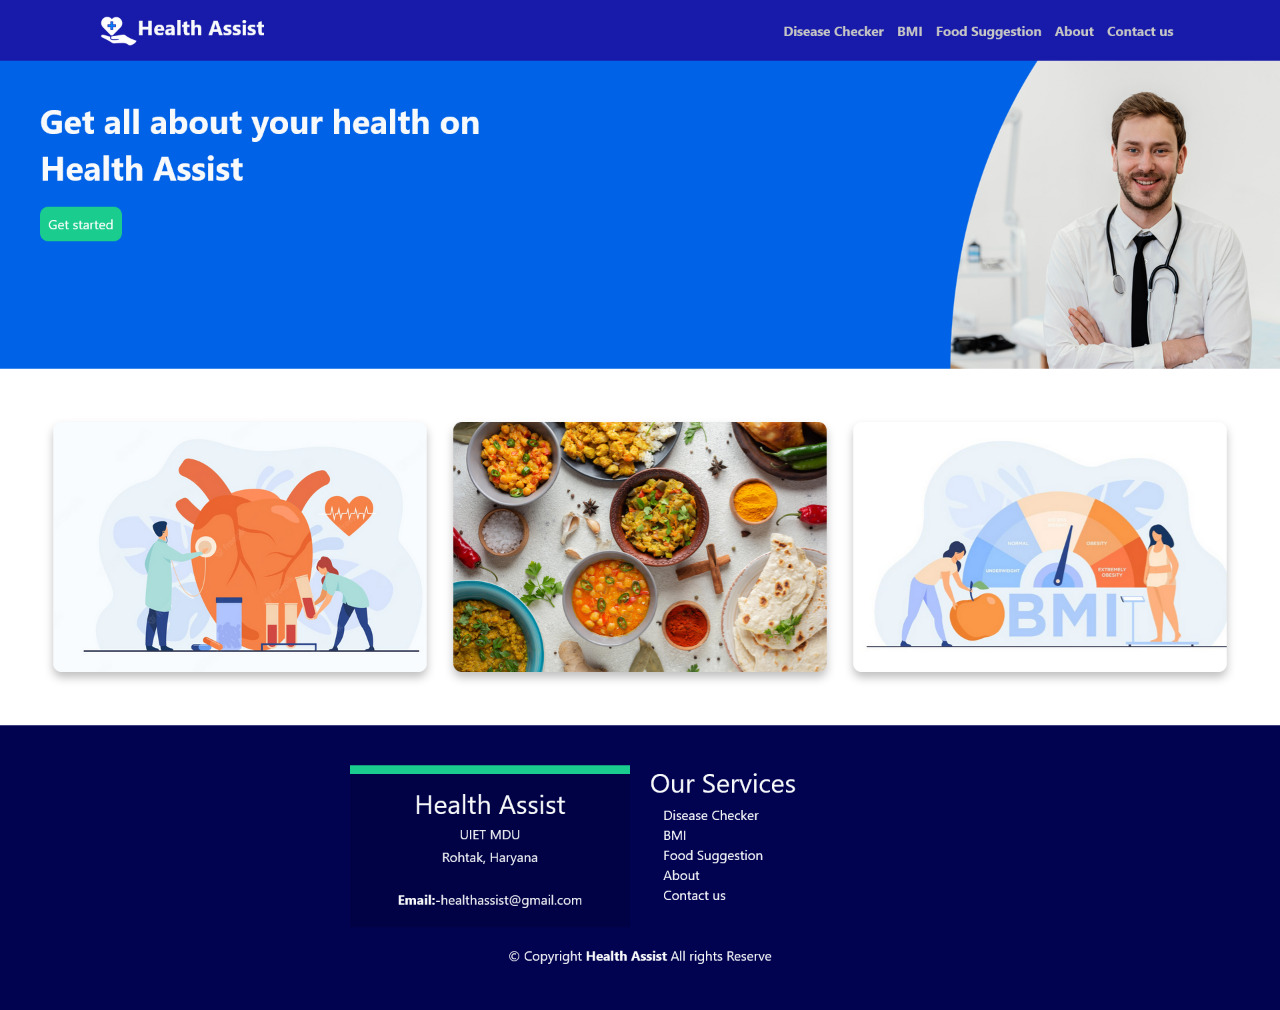 Health Assist
Disease Checker BMI Food Suggestion About Contact us
Get all about your health on
Health Assist
Get started
NORMAL
OBESITY
UNDERWEIGHT
EXTREMELY
OBESITY
BMI
Health Assist
UIET MDU
Rohtak, Haryana
Email:-healthassist@gmail.com
Our Services
Disease Checker
BMI
Food Suggestion
About
Contact us
© Copyright Health Assist All rights Reserve